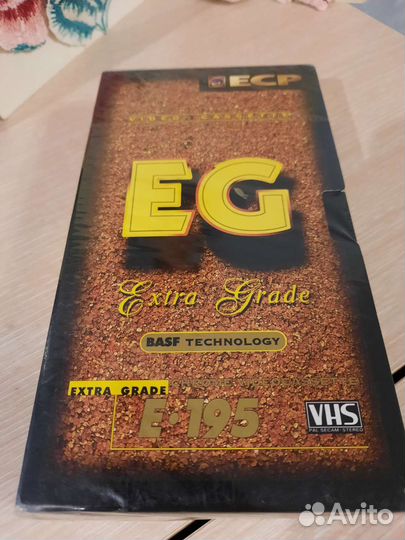 ECP
VIDEO CASSETTE
EG
Extra Grade
BASF TECHNOLOGY
EXTRA GRADE
E·195
VHS
PAL SECAM·STEREO
Avito